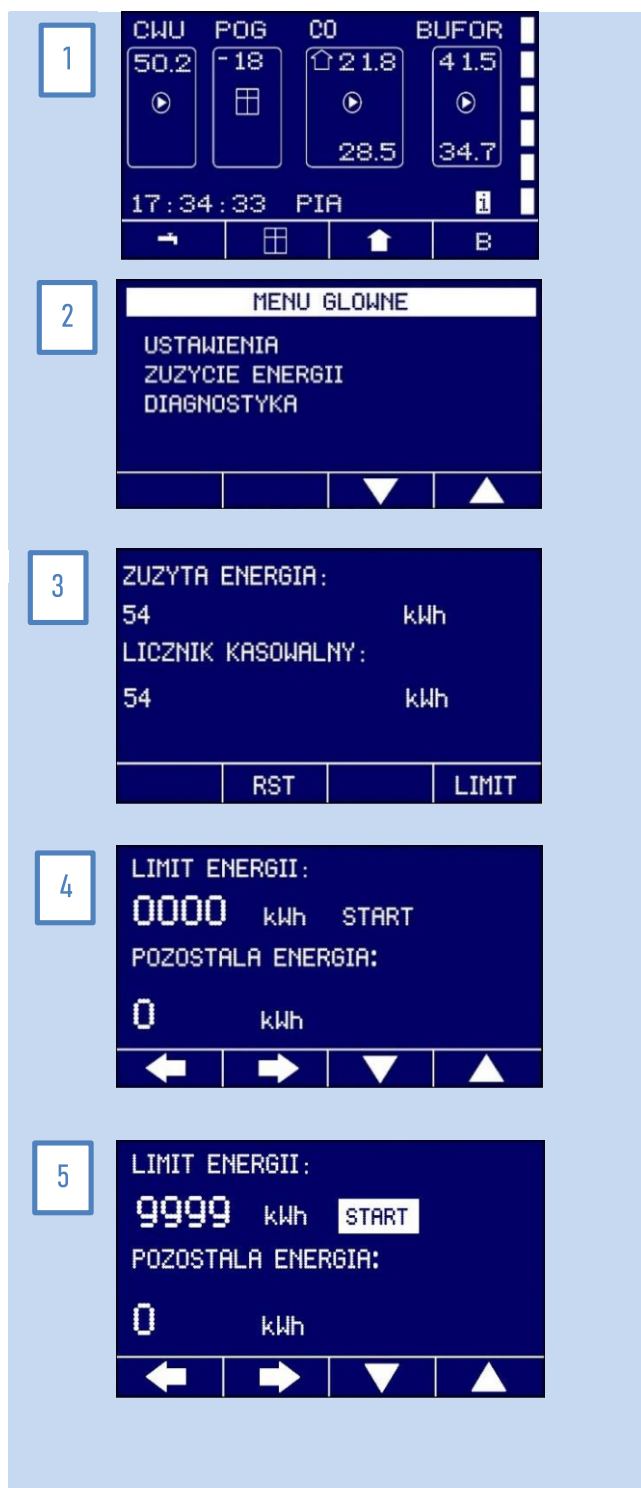 1
CWU POG CO BUFOR
50.2 -18 21.8 41.5
28.5 34.7
17:34:33 PIA i
B
2
MENU GLOWNE
USTAWIENIA
ZUZYCIE ENERGII
DIAGNOSTYKA
3
ZUZYTA ENERGIA:
54 kWh
LICZNIK KASOWALNY:
54 kWh
RST LIMIT
4
LIMIT ENERGII:
0000 kWh START
POZOSTALA ENERGIA:
0 kWh
5
LIMIT ENERGII:
9999 kWh START
POZOSTALA ENERGIA:
0 kWh